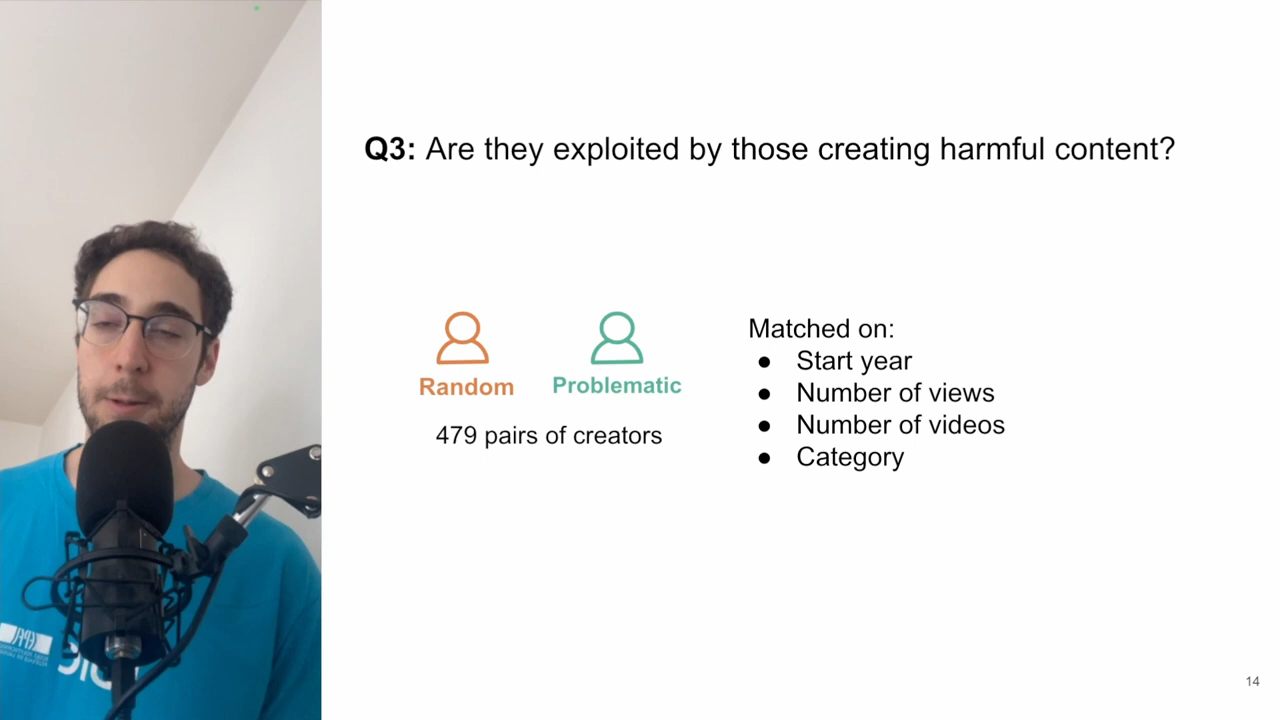 Q3: Are they exploited by those creating harmful content?
Random
Problematic
479 pairs of creators
Matched on:
● Start year
● Number of views
● Number of videos
● Category
14